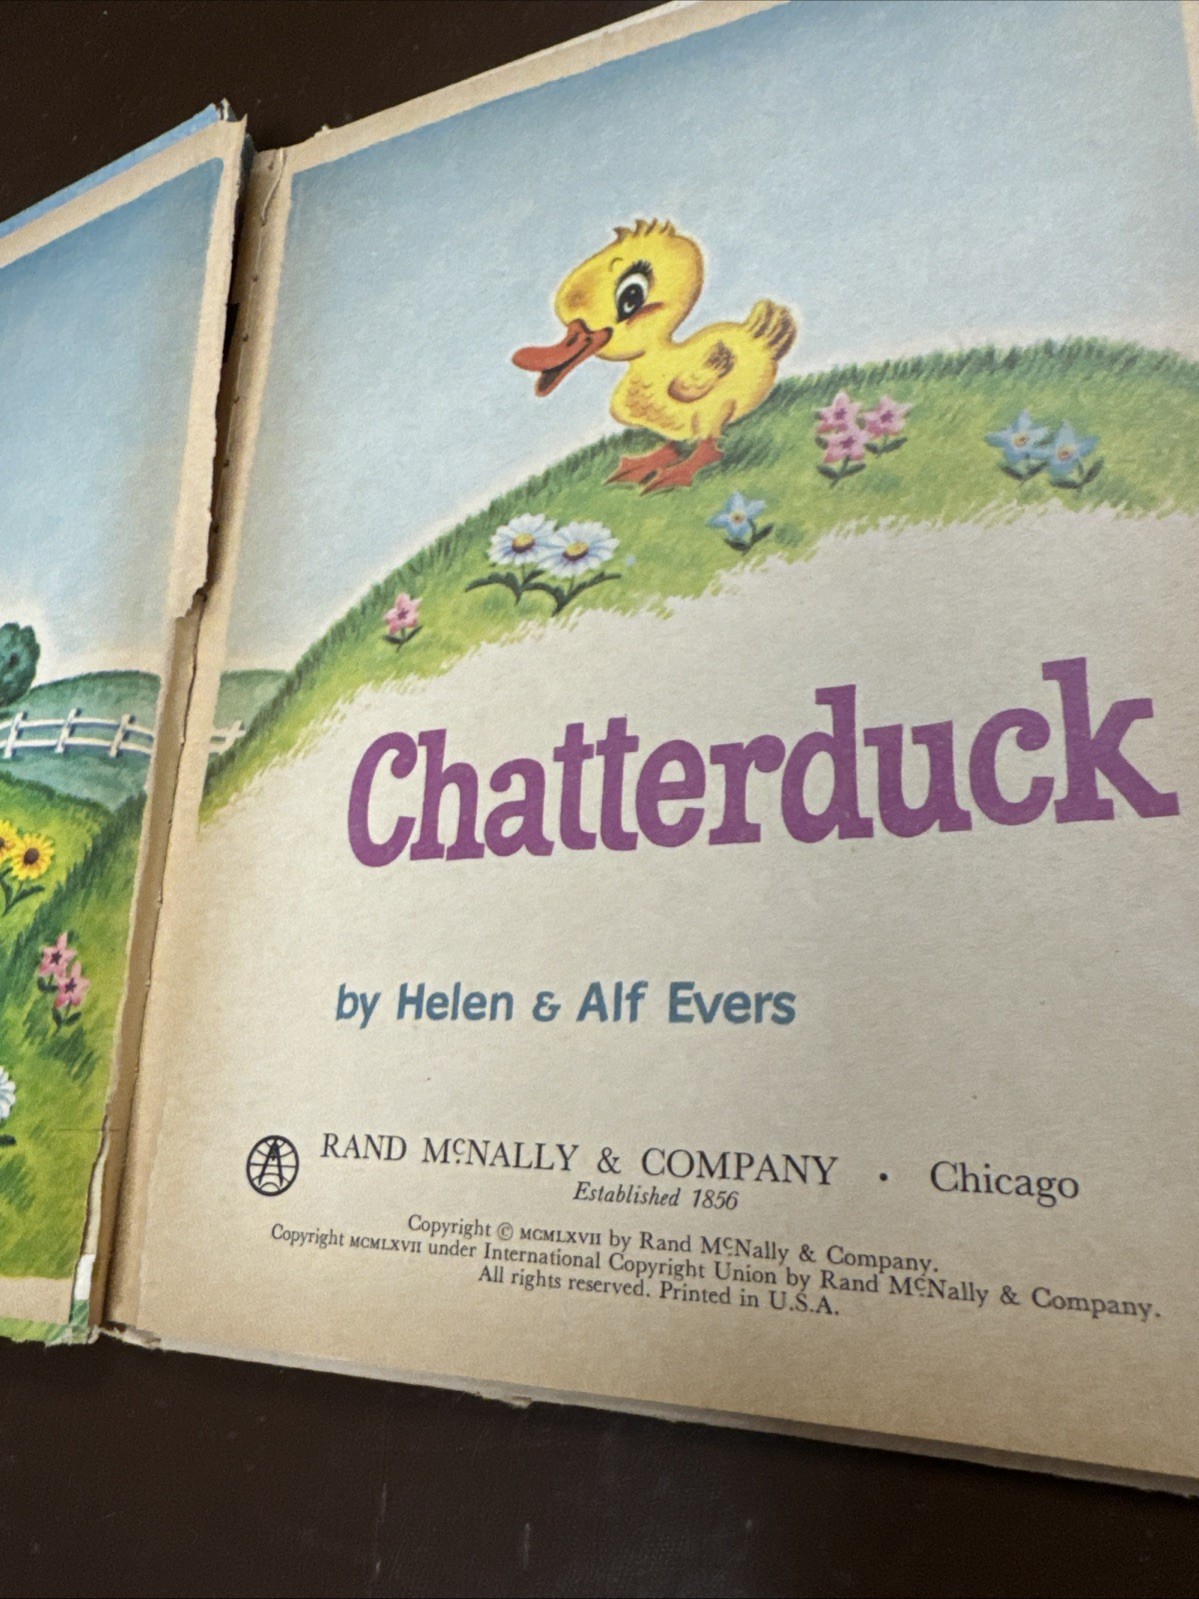 Chatterduck
by Helen & Alf Evers
RAND McNALLY & COMPANY · Chicago
Established 1856
Copyright © MCMLXVII by Rand McNally & Company.
Copyright MCMLXVII under International Copyright Union by Rand McNally & Company.
All rights reserved. Printed in U.S.A.